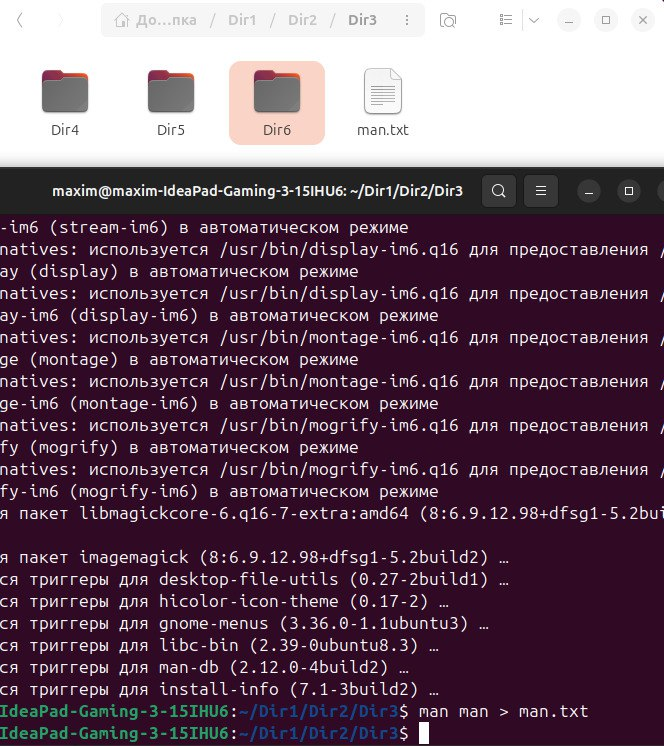 До…пка / Dir1 / Dir2 / Dir3
Dir4 Dir5 Dir6 man.txt
maxim@maxim-IdeaPad-Gaming-3-15IHU6: ~/Dir1/Dir2/Dir3
-im6 (stream-im6) в автоматическом режиме
natives: используется /usr/bin/display-im6.q16 для предоставления /
ay (display) в автоматическом режиме
natives: используется /usr/bin/display-im6.q16 для предоставления /
ay-im6 (display-im6) в автоматическом режиме
natives: используется /usr/bin/montage-im6.q16 для предоставления /
ge (montage) в автоматическом режиме
natives: используется /usr/bin/montage-im6.q16 для предоставления /
ge-im6 (montage-im6) в автоматическом режиме
natives: используется /usr/bin/mogrify-im6.q16 для предоставления /
fy (mogrify) в автоматическом режиме
natives: используется /usr/bin/mogrify-im6.q16 для предоставления /
fy-im6 (mogrify-im6) в автоматическом режиме
я пакет libmagickcore-6.q16-7-extra:amd64 (8:6.9.12.98+dfsg1-5.2bui
я пакет imagemagick (8:6.9.12.98+dfsg1-5.2build2) …
ся триггеры для desktop-file-utils (0.27-2build1) …
ся триггеры для hicolor-icon-theme (0.17-2) …
ся триггеры для gnome-menus (3.36.0-1.1ubuntu3) …
ся триггеры для libc-bin (2.39-0ubuntu8.3) …
ся триггеры для man-db (2.12.0-4build2) …
ся триггеры для install-info (7.1-3build2) …
IdeaPad-Gaming-3-15IHU6:~/Dir1/Dir2/Dir3$ man man > man.txt
IdeaPad-Gaming-3-15IHU6:~/Dir1/Dir2/Dir3$